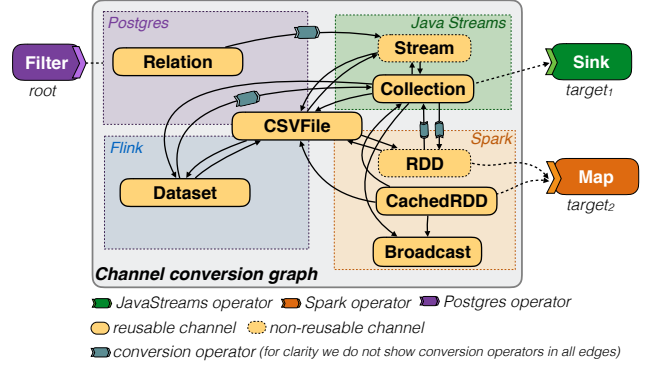 Postgres
Java Streams
Filter
root
Relation
Stream
Sink
target1
Collection
CSVFile
Flink
Spark
RDD
Dataset
CachedRDD
Map
target2
Broadcast
Channel conversion graph
JavaStreams operator Spark operator Postgres operator
reusable channel non-reusable channel
conversion operator (for clarity we do not show conversion operators in all edges)